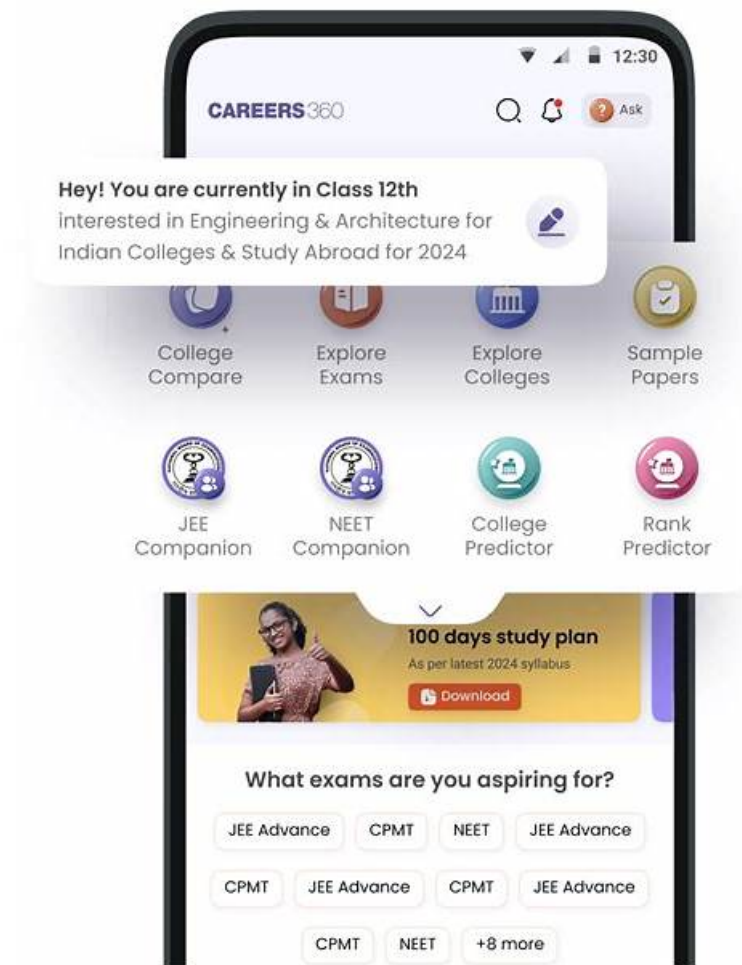 12:30
CAREERS360
Ask
Hey! You are currently in Class 12th
interested in Engineering & Architecture for
Indian Colleges & Study Abroad for 2024
College
Compare
Explore
Exams
Explore
Colleges
Sample
Papers
JEE
Companion
NEET
Companion
College
Predictor
Rank
Predictor
100 days study plan
As per latest 2024 syllabus
Download
What exams are you aspiring for?
JEE Advance CPMT NEET JEE Advance
CPMT JEE Advance CPMT JEE Advance
CPMT NEET +8 more